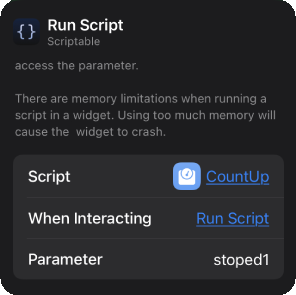 {} Run Script
Scriptable
access the parameter.
There are memory limitations when running a
script in a widget. Using too much memory will
cause the widget to crash.
Script CountUp
When Interacting Run Script
Parameter stoped1